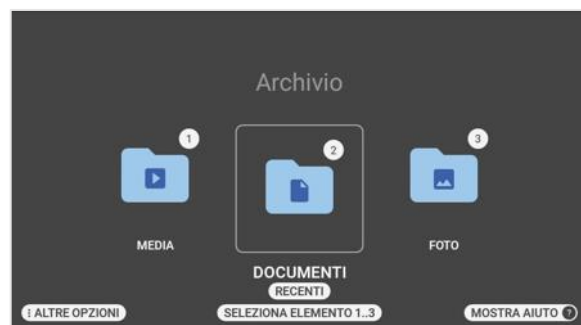 Archivio
1
2
3
MEDIA
FOTO
DOCUMENTI
RECENTI
⁝ ALTRE OPZIONI
SELEZIONA ELEMENTO 1..3
MOSTRA AIUTO ?